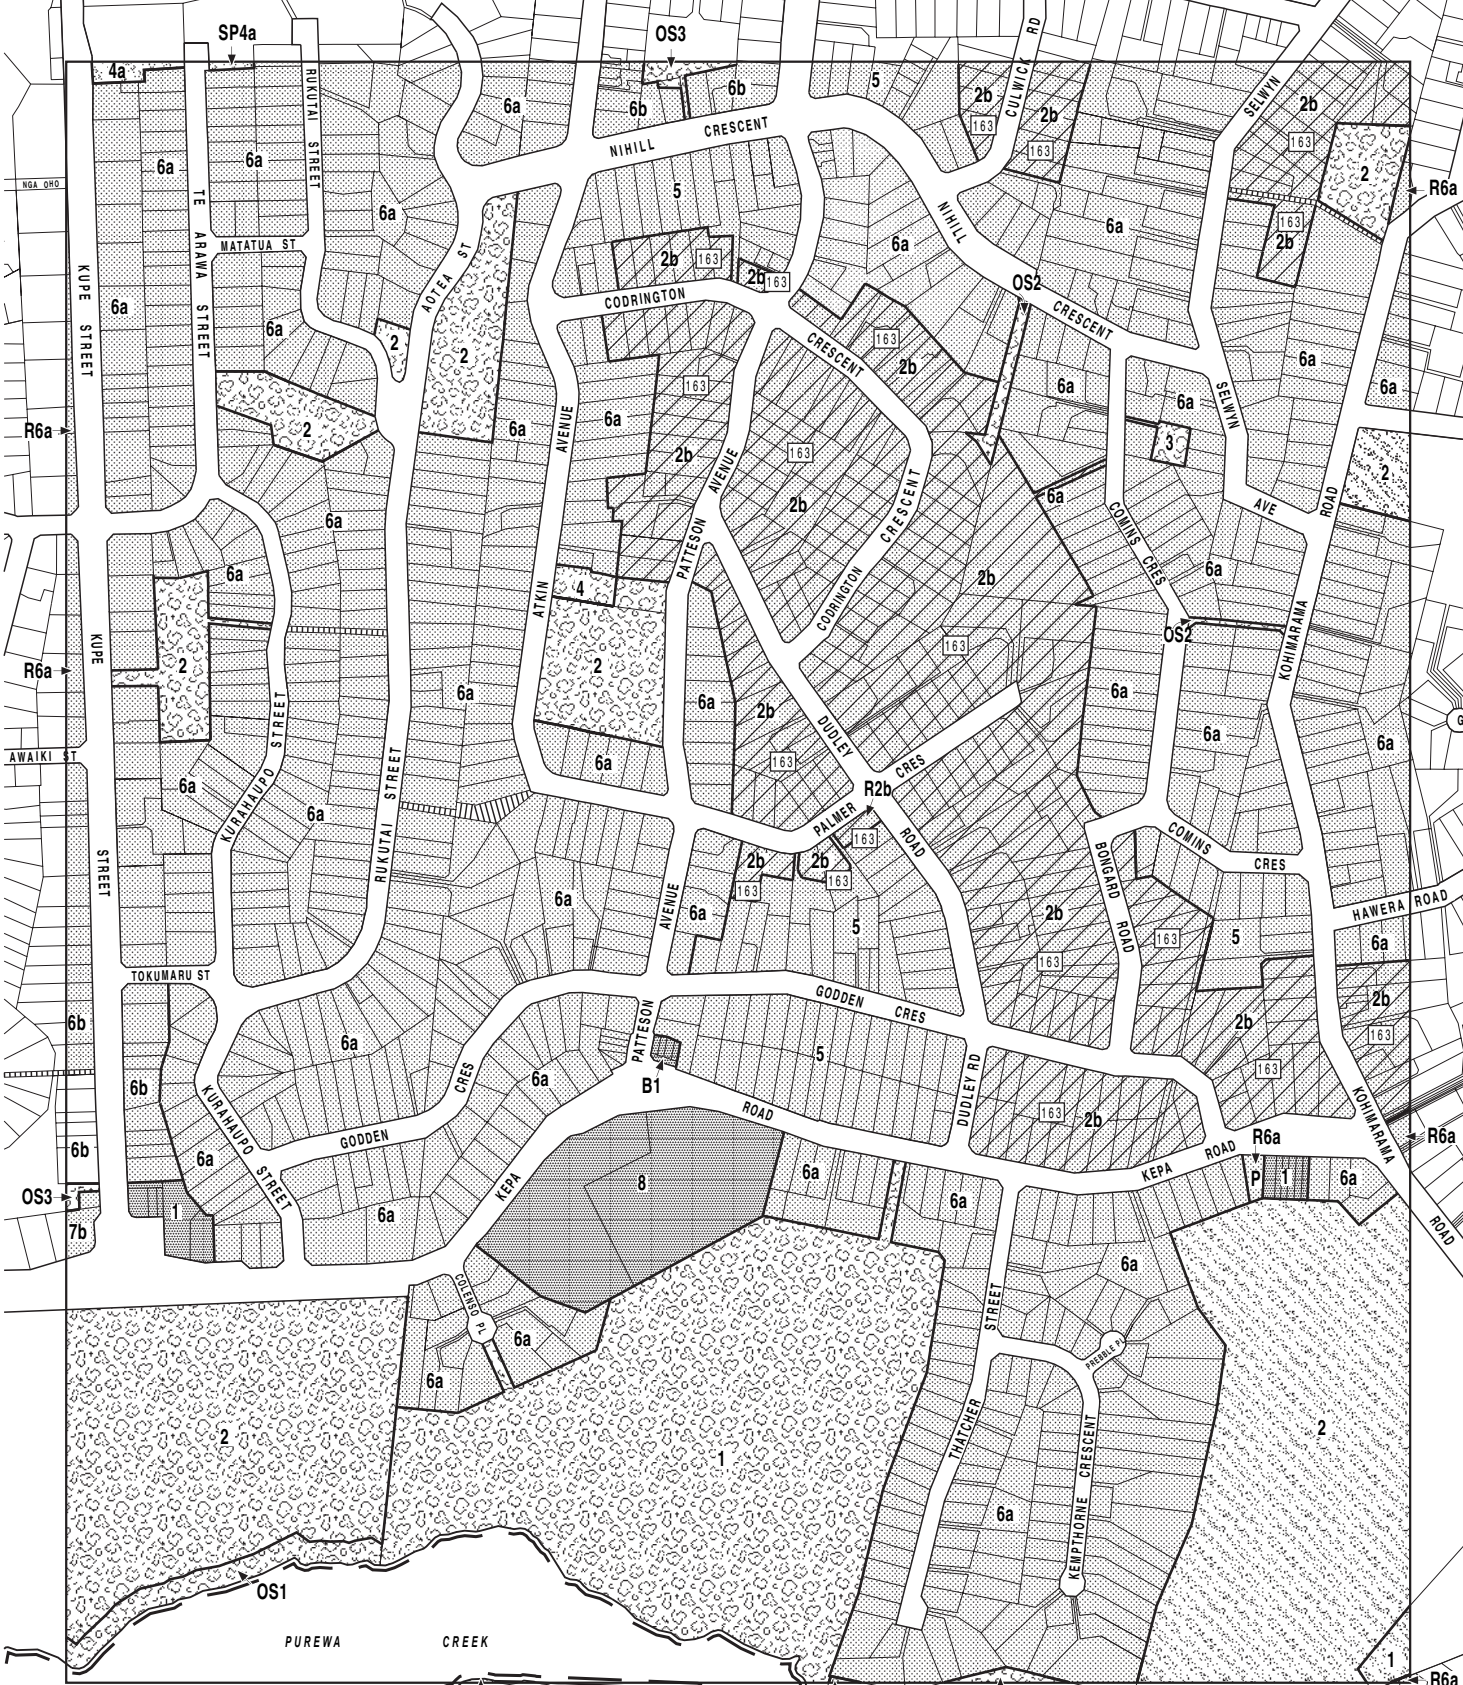 SP4a
OS3
RD
4a
RUKUTAI STREET
6a
6b
6b
5
2b
CULWICK
2b
SELWYN
2b
163
163
163
NIHILL CRESCENT
6a
6a
2
NGA OHO
TE ARAWA STREET
5
R6a
6a
NIHILL
163
2b
6a
6a
MATATUA ST
AOTEA ST
2b
163
2b
163
KUPE STREET
6a
CODRINGTON
OS2
CRESCENT
6a
2
2
CRESCENT
163
2b
6a
6a
6a
6a
163
SELWYN
R6a
2
6a
AVENUE
6a
2b
AVENUE
163
3
2
2b
CRESCENT
6a
6a
AVE
ROAD
PATTESON
COMINS CRES
6a
ATKIN
4
2b
CODRINGTON
6a
KUPE
KOHIMARAMA
OS2
163
R6a
2
2
6a
6a
6a
2b
KURAHAUPO STREET
DUDLEY
6a
6a
G
AWAIKI ST
6a
163
CRES
6a
R2b
RUKUTAI STREET
6a
PALMER
163
ROAD
COMINS CRES
STREET
2b
2b
163
163
BONGARD ROAD
HAWERA ROAD
6a
AVENUE
6a
5
2b
163
5
6a
163
TOKUMARU ST
GODDEN CRES
2b
6b
6a
PATTESON
2b
163
5
163
6b
CRES
6a
B1
DUDLEY RD
KURAHAUPO STREET
ROAD
163
2b
KOHIMARAMA ROAD
GODDEN
R6a
R6a
6b
6a
KEPA
8
6a
KEPA ROAD
P
1
6a
OS3
1
6a
6a
7b
6a
COLENSO PL
STREET
6a
6a
PREBBLE PL
2
1
THATCHER
KEMPTHORNE CRESCENT
2
6a
OS1
PUREWA CREEK
1
R6a